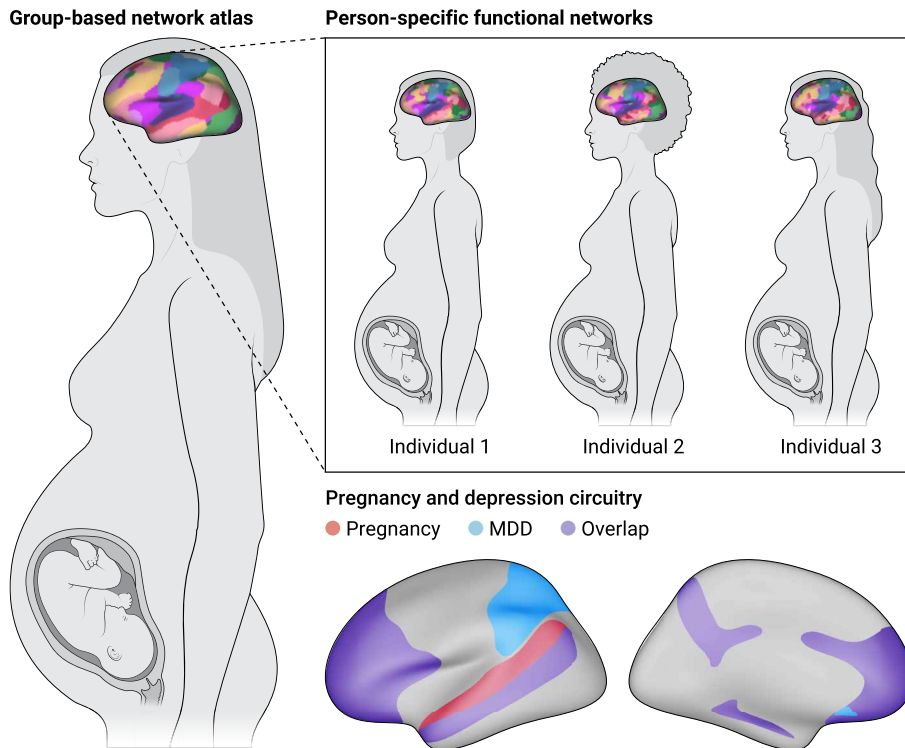 Group-based network atlas
Person-specific functional networks
Individual 1
Individual 2
Individual 3
Pregnancy and depression circuitry
Pregnancy
MDD
Overlap